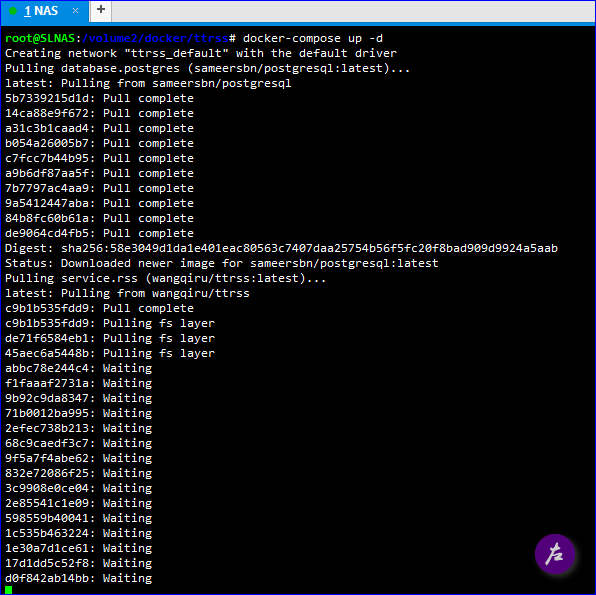 1 NAS × +
root@SLNAS:/volume2/docker/ttrss# docker-compose up -d
Creating network "ttrss_default" with the default driver
Pulling database.postgres (sameersbn/postgresql:latest)...
latest: Pulling from sameersbn/postgresql
5b7339215d1d: Pull complete
14ca88e9f672: Pull complete
a31c3b1caad4: Pull complete
b054a26005b7: Pull complete
c7fcc7b44b95: Pull complete
a9b6df87aa5f: Pull complete
7b7797ac4aa9: Pull complete
9a5412447aba: Pull complete
84b8fc60b61a: Pull complete
de9064cd4fb5: Pull complete
Digest: sha256:58e3049d1da1e401eac80563c7407daa25754b56f5fc20f8bad909d9924a5aab
Status: Downloaded newer image for sameersbn/postgresql:latest
Pulling service.rss (wangqiru/ttrss:latest)...
latest: Pulling from wangqiru/ttrss
c9b1b535fdd9: Pull complete
c9b1b535fdd9: Pulling fs layer
de71f6584eb1: Pulling fs layer
45aec6a5448b: Pulling fs layer
abbc78e244c4: Waiting
f1faaaf2731a: Waiting
9b92c9da8347: Waiting
71b0012ba995: Waiting
2efec738b213: Waiting
68c9caedf3c7: Waiting
9f5a7f4abe62: Waiting
832e72086f25: Waiting
3c9908e0ce04: Waiting
2e85541c1e09: Waiting
598559b40041: Waiting
1c535b463224: Waiting
1e30a7d1ce61: Waiting
17d1dd5c52f8: Waiting
d0f842ab14bb: Waiting
左